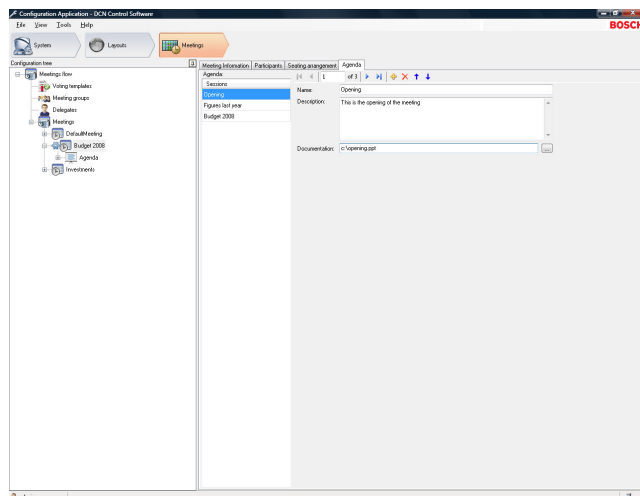 Configuration Application - DCN Control Software
File View Tools Help
BOSCH
System
Layouts
Meetings
Configuration tree
Meetings flow
Voting templates
Meeting groups
Delegates
Meetings
DefaultMeeting
Budget 2008
Agenda
Investments
Meeting Information Participants Seating arrangement Agenda
Agenda:
Sessions
Opening
Figures last year
Budget 2008
1 of 3
Name: Opening
Description: This is the opening of the meeting
Documentation: c:\opening.ppt
...